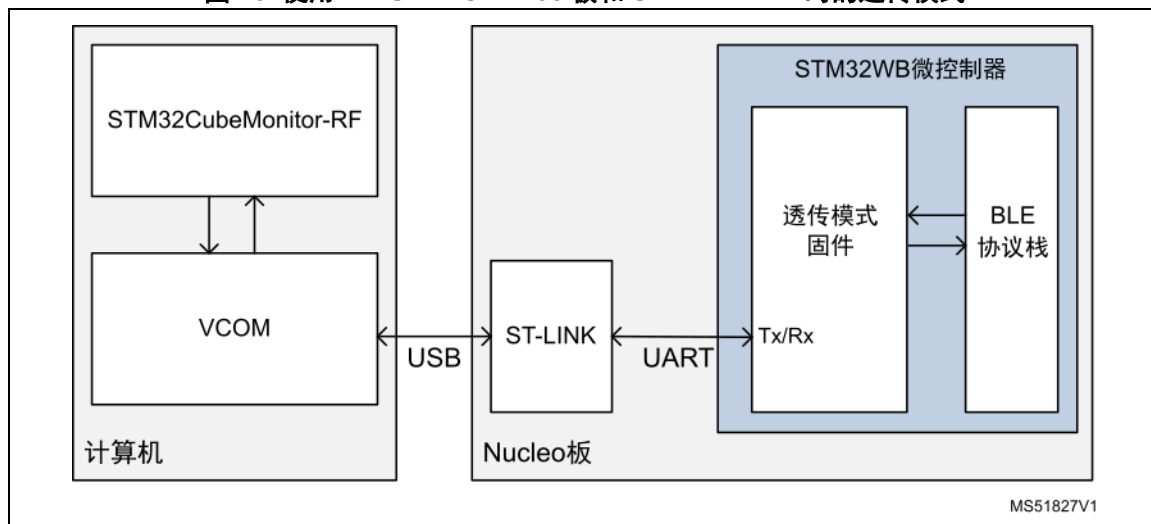 STM32CubeMonitor-RF
VCOM
计算机
USB
ST-LINK
UART
Nucleo板
STM32WB微控制器
透传模式
固件
Tx/Rx
BLE
协议栈
MS51827V1